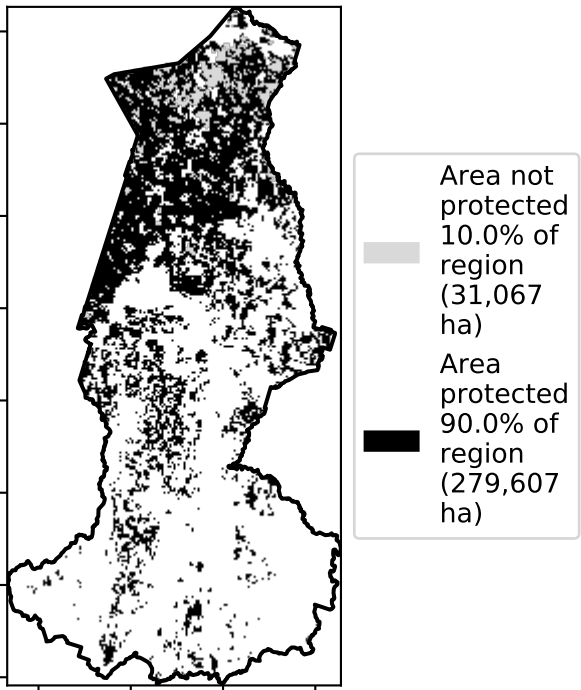 Area not
protected
10.0% of
region
(31,067
ha)
Area
protected
90.0% of
region
(279,607
ha)